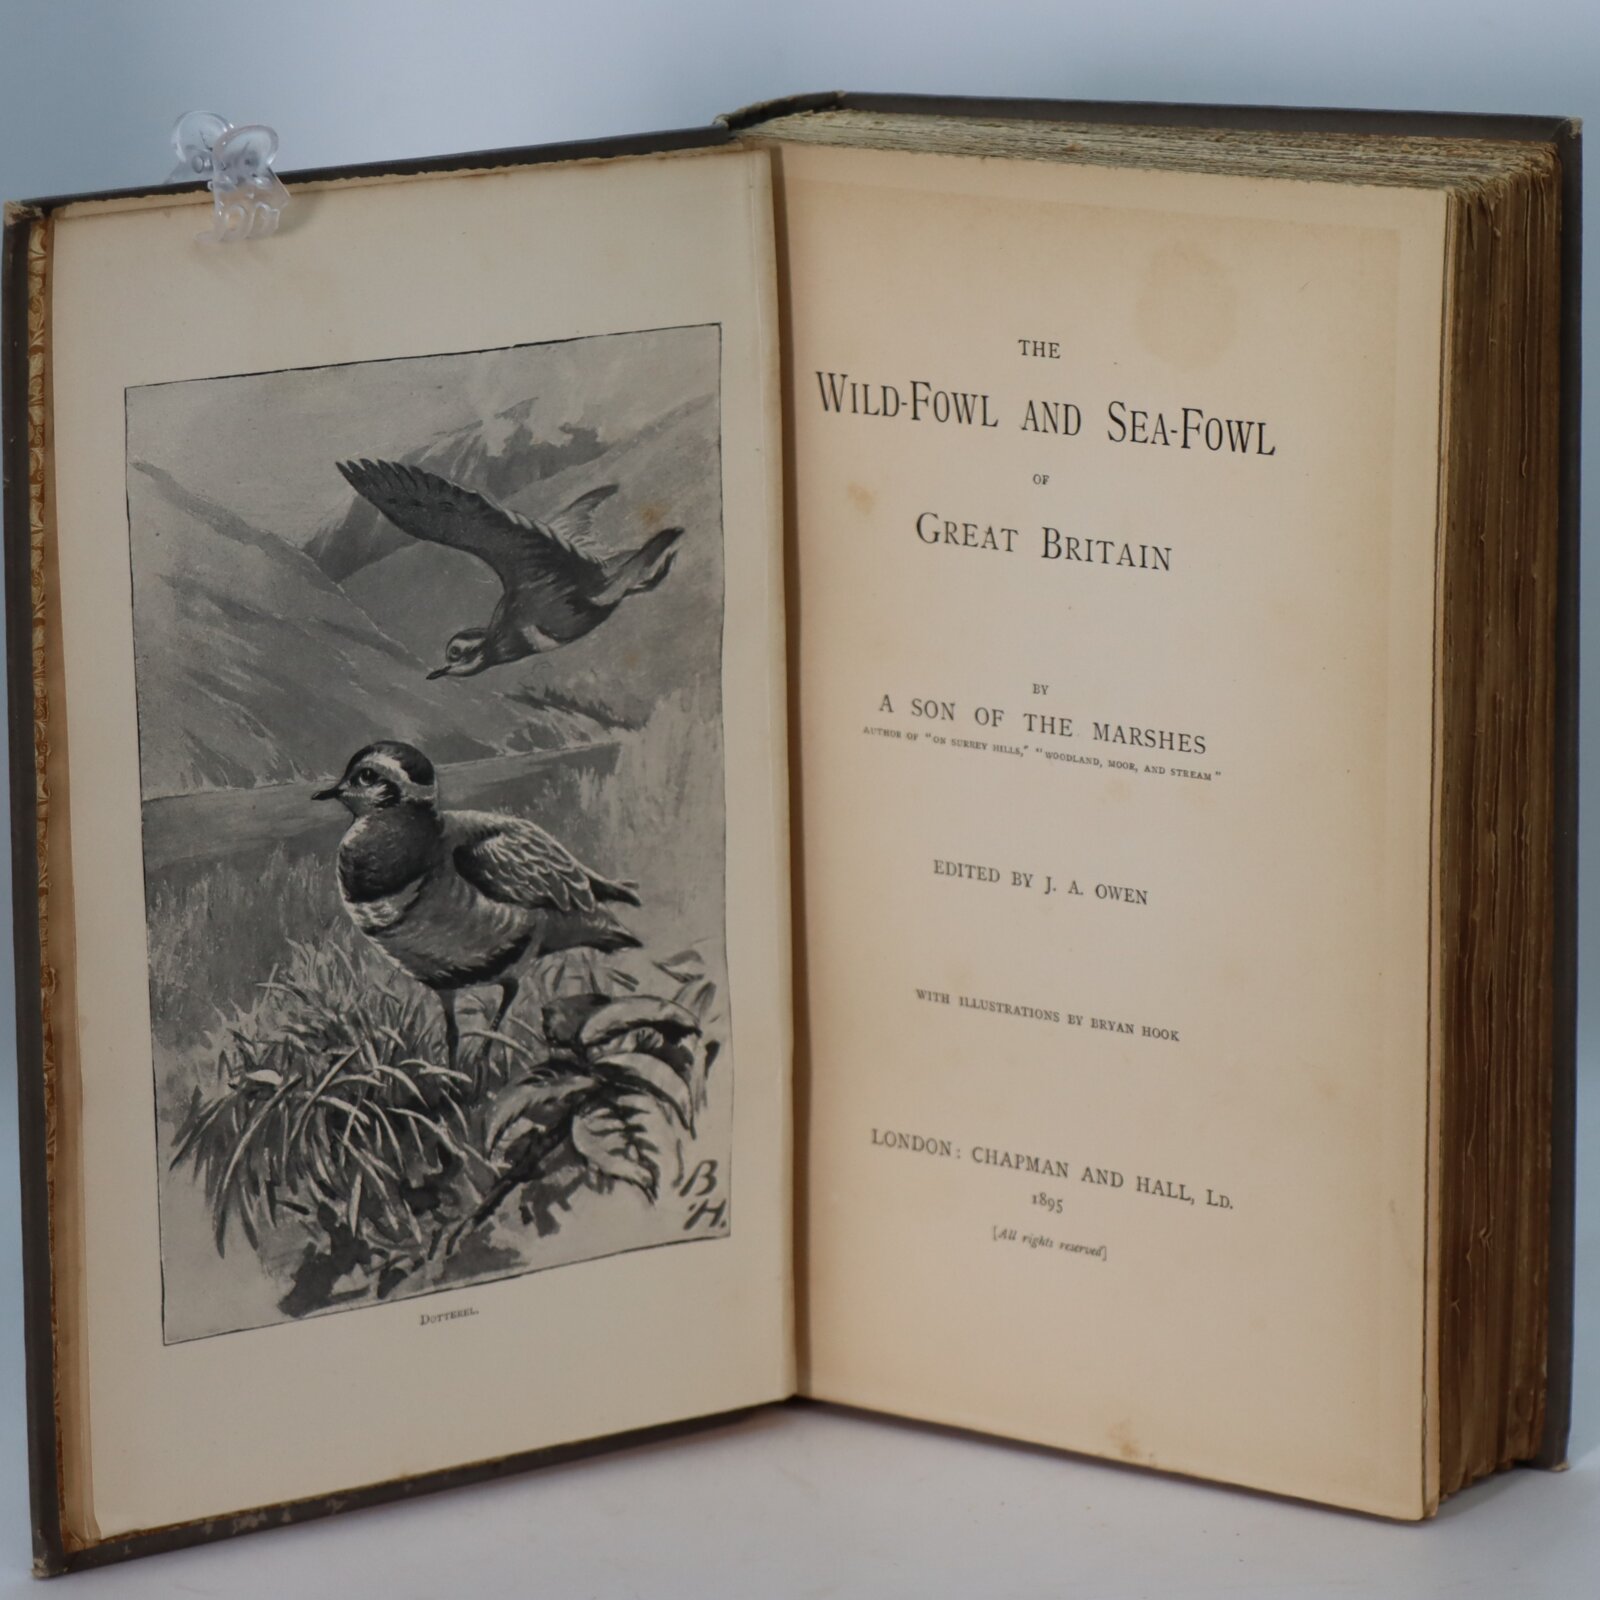 B
H.
DOTTEREL.
THE
WILD-FOWL AND SEA-FOWL
OF
GREAT BRITAIN
BY
A SON OF THE MARSHES
AUTHOR OF "ON SURREY HILLS," "WOODLAND, MOOR, AND STREAM"
EDITED BY J. A. OWEN
WITH ILLUSTRATIONS BY BRYAN HOOK
LONDON: CHAPMAN AND HALL, LD.
1895
[All rights reserved]